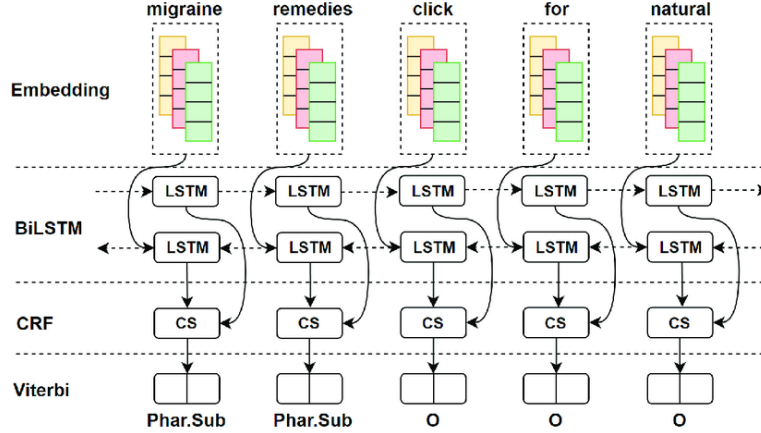 migraine remedies click for natural
Embedding
LSTM LSTM LSTM LSTM LSTM
BiLSTM
LSTM LSTM LSTM LSTM LSTM
CRF CS CS CS CS CS
Viterbi
Phar.Sub Phar.Sub O O O